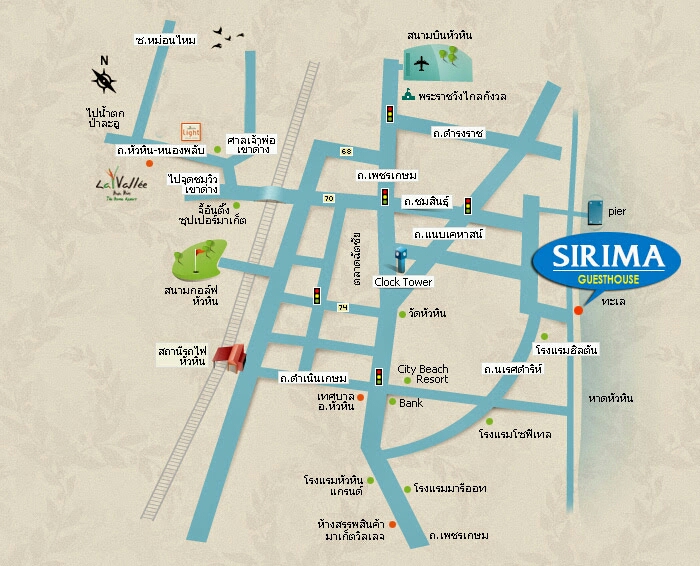 ซ.หม่อนไหม
สนามบินหัวหิน
N
พระราชวังไกลกังวล
ไปน้ำตก
ป่าละอู
Light
ศาลเจ้าพ่อ
เขาต่าง
ถ.ดำรงราช
ถ.หัวหิน-หนองพลับ
68
ถ.เพชรเกษม
La Vallée
ไปจุดชมวิว
เขาต่าง
70
ถ.ชมสินธุ์
จี้อันตึ๊ง
ซุปเปอร์มาเก็ต
pier
ถ.แนบเคหาสน์
ตลาดฉัตชัย
SIRIMA
GUESTHOUSE
Clock Tower
สนามกอล์ฟ
หัวหิน
ทะเล
74
วัดหัวหิน
สถานีรถไฟ
หัวหิน
โรงแรมฮิลตัน
City Beach
Resort
ถ.นเรศดำริห์
ถ.ดำเนินเกษม
เทศบาล
อ.หัวหิน
Bank
หาดหัวหิน
โรงแรมโซฟิเทล
โรงแรมหัวหิน
แกรนด์
โรงแรมมารีออท
ห้างสรรพสินค้า
มาเก็ตวิลเลจ
ถ.เพชรเกษม